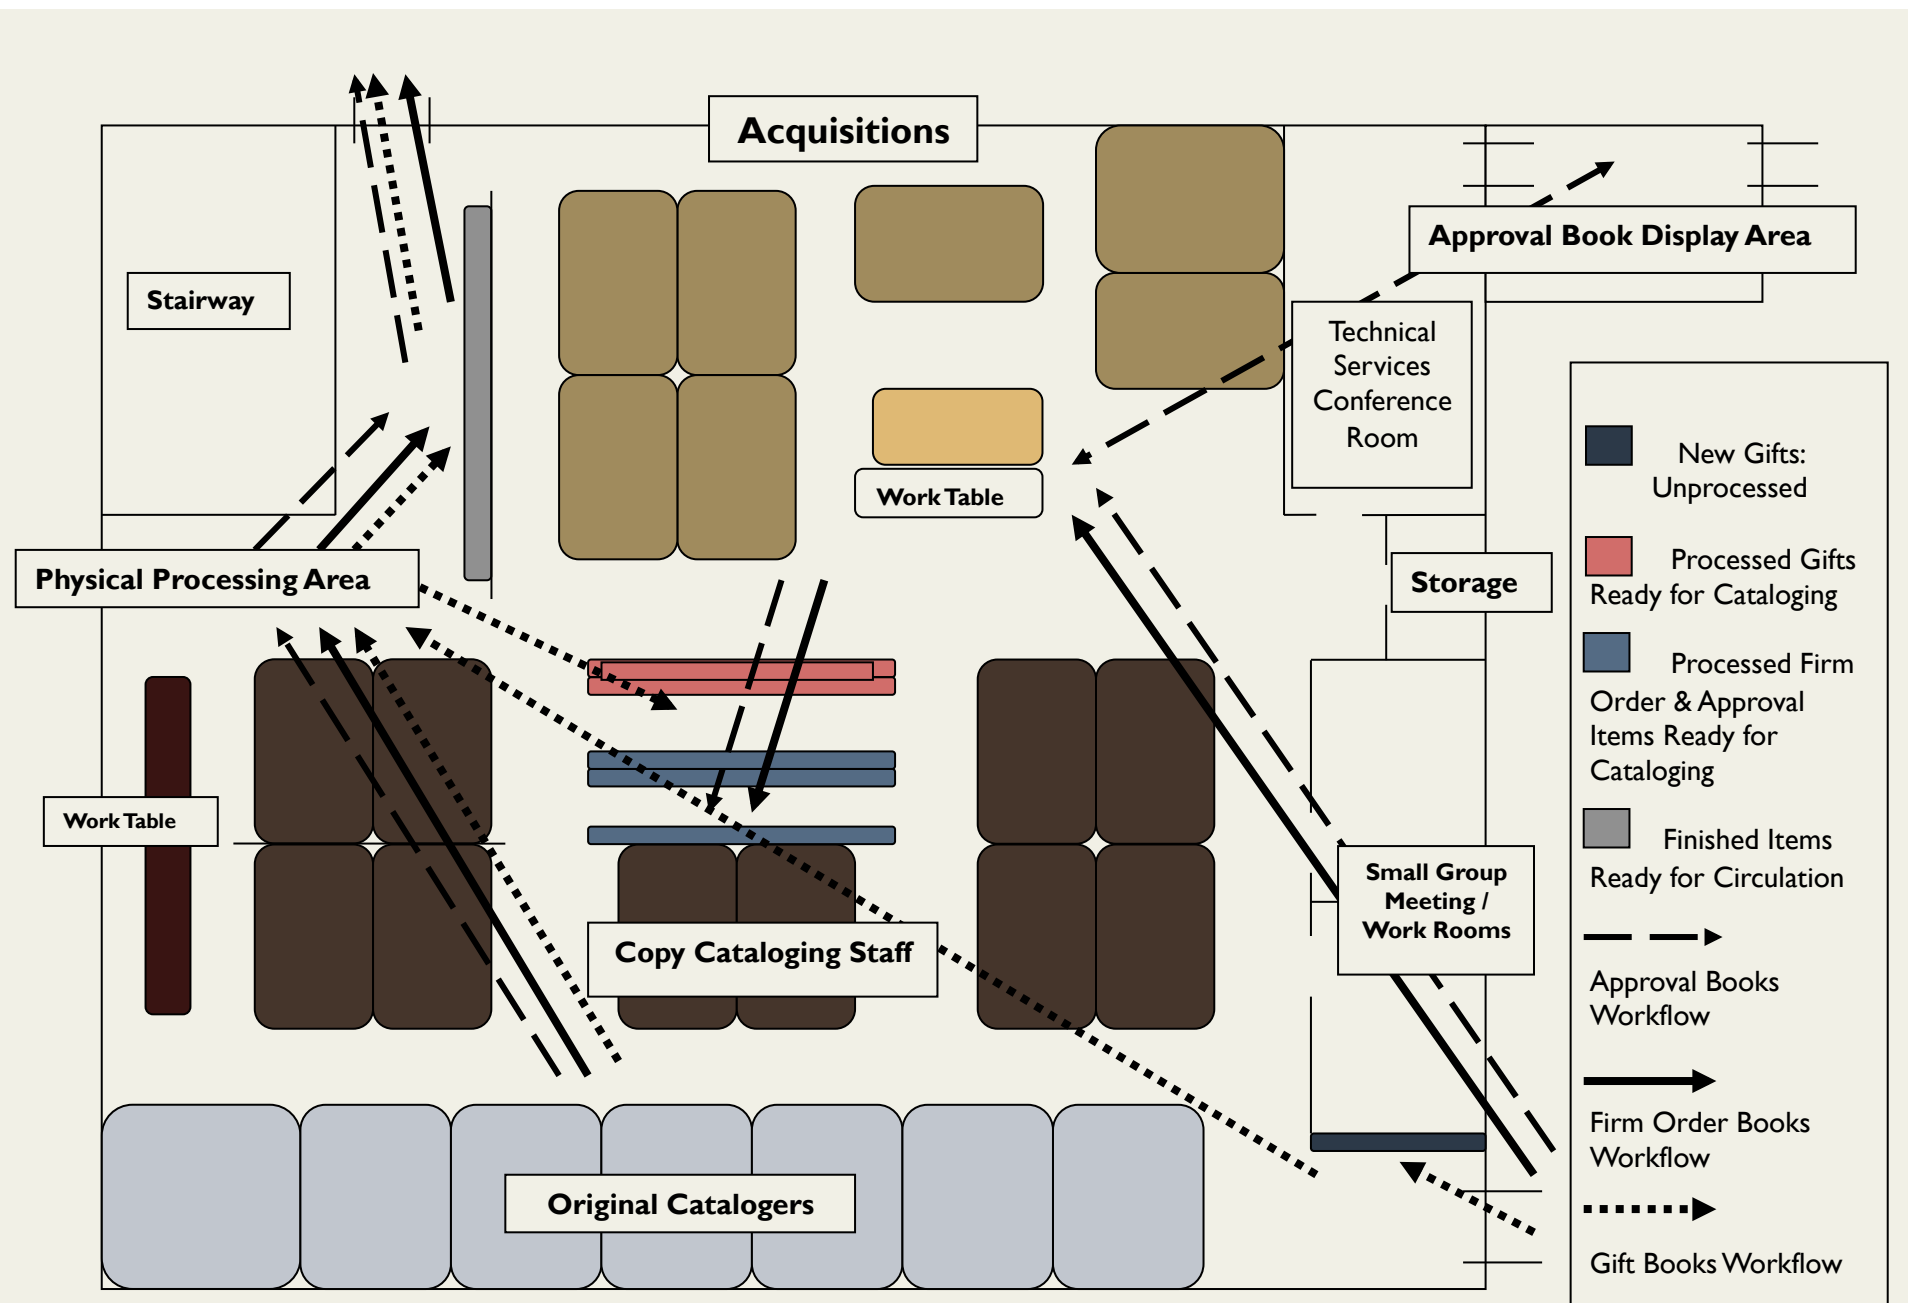 Acquisitions
Approval Book Display Area
Stairway
Technical
Services
Conference
Room
Work Table
Physical Processing Area
Storage
Work Table
Small Group
Meeting /
Work Rooms
Copy Cataloging Staff
Original Catalogers
New Gifts:
Unprocessed
Processed Gifts
Ready for Cataloging
Processed Firm
Order & Approval
Items Ready for
Cataloging
Finished Items
Ready for Circulation
Approval Books
Workflow
Firm Order Books
Workflow
Gift Books Workflow